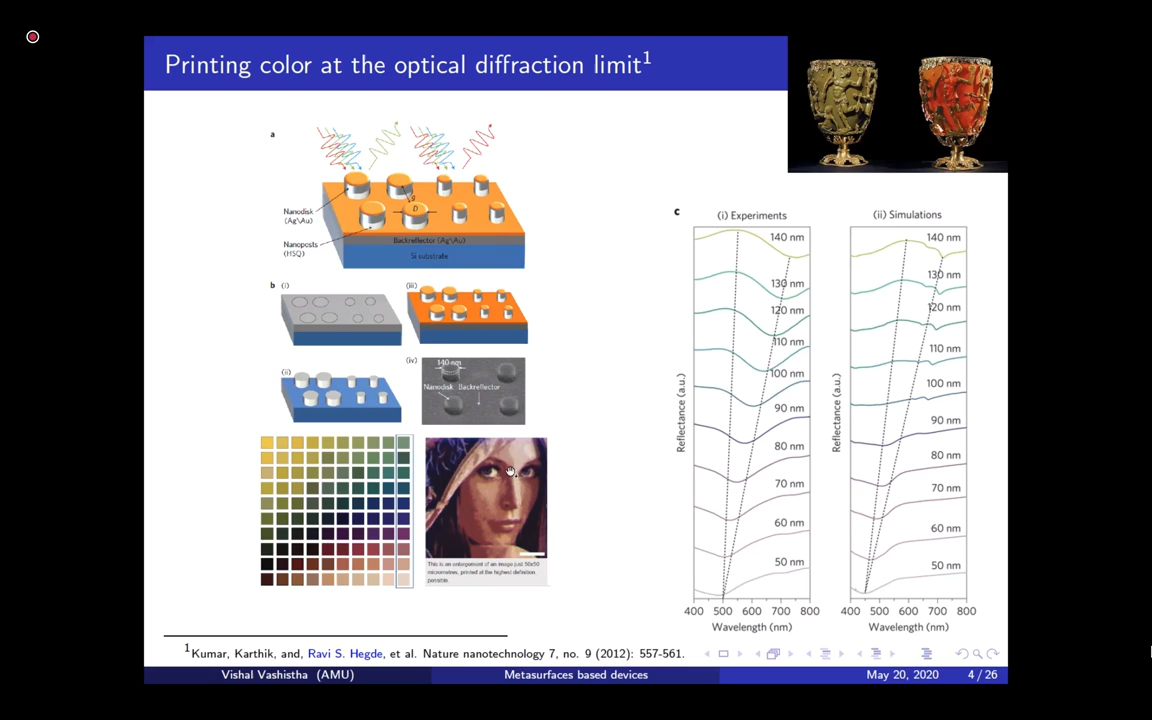 Printing color at the optical diffraction limit¹
a
Nanodisk
(Ag\Au)
g
D
Nanoposts
(HSQ)
Backreflector (Ag\Au)
Si substrate
b
(i)
(iii)
(ii)
(iv)
140 nm
Nanodisk Backreflector
This is an enlargement of an image just 50x50
micrometres, printed at the highest definition
possible
c
(i) Experiments
(ii) Simulations
Reflectance (a.u.)
140 nm
130 nm
120 nm
110 nm
100 nm
90 nm
80 nm
70 nm
60 nm
50 nm
400 500 600 700 800
Wavelength (nm)
Reflectance (a.u.)
140 nm
130 nm
120 nm
110 nm
100 nm
90 nm
80 nm
70 nm
60 nm
50 nm
400 500 600 700 800
Wavelength (nm)
¹Kumar, Karthik, and, Ravi S. Hegde, et al. Nature nanotechnology 7, no. 9 (2012): 557-561.
Vishal Vashistha (AMU)
Metasurfaces based devices
May 20, 2020
4 / 26